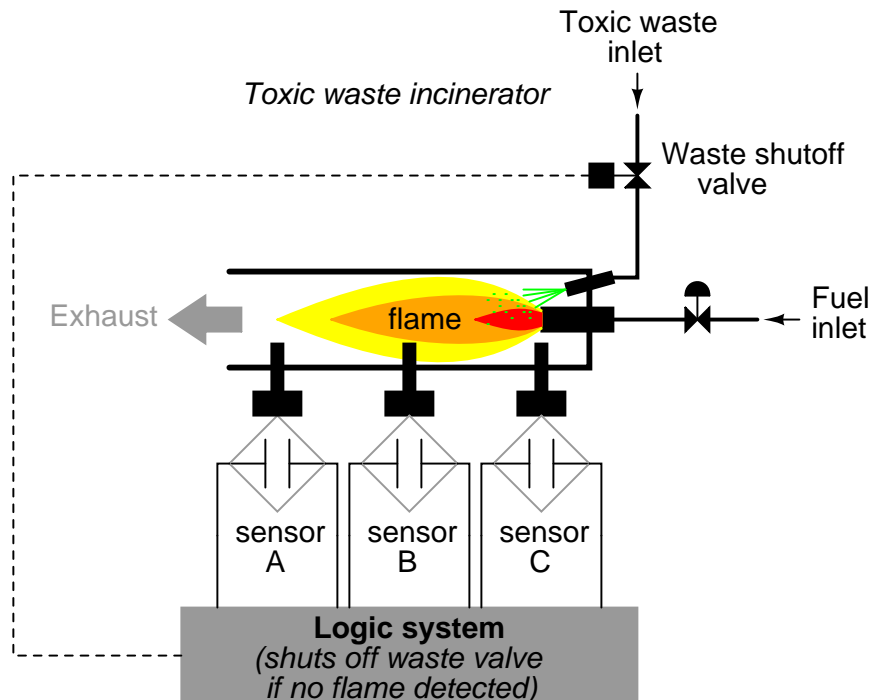 Toxic waste
inlet
Toxic waste incinerator
Waste shutoff
valve
Exhaust
flame
Fuel
inlet
sensor
A
sensor
B
sensor
C
Logic system
(shuts off waste valve
if no flame detected)